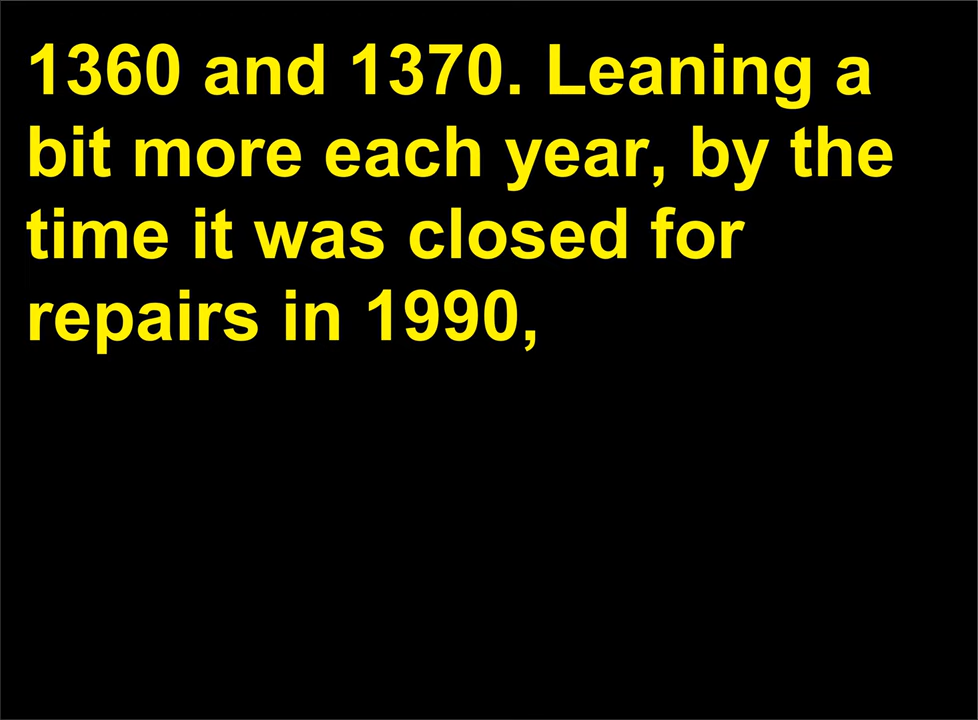 1360 and 1370. Leaning a
bit more each year, by the
time it was closed for
repairs in 1990,